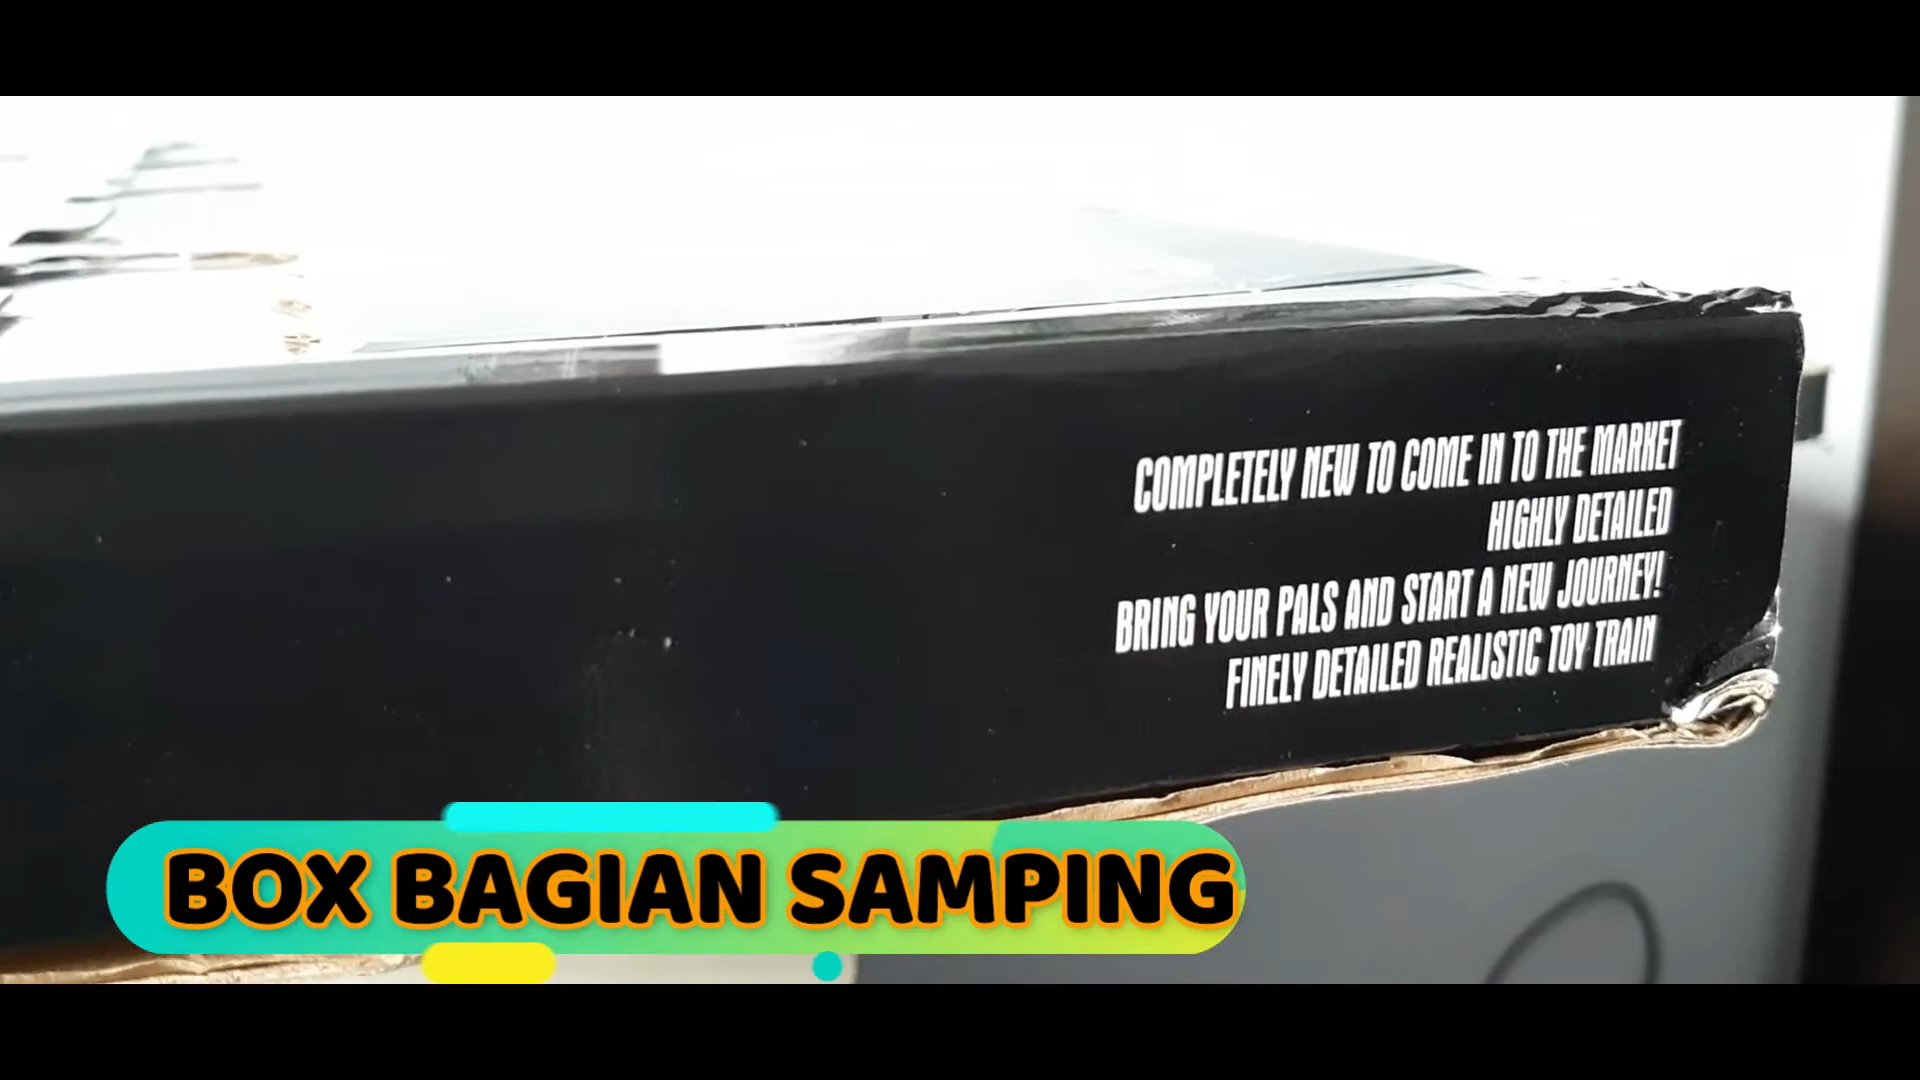 COMPLETELY NEW TO COME IN TO THE MARKET
HIGHLY DETAILED
BRING YOUR PALS AND START A NEW JOURNEY!
FINELY DETAILED REALISTIC TOY TRAIN
BOX BAGIAN SAMPING